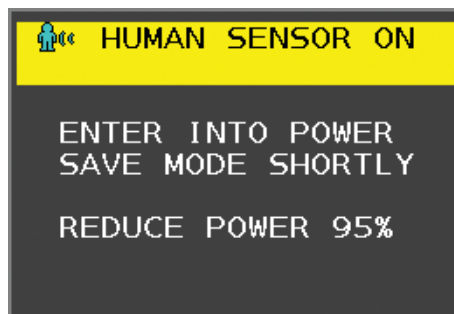 HUMAN SENSOR ON
ENTER INTO POWER
SAVE MODE SHORTLY
REDUCE POWER 95%